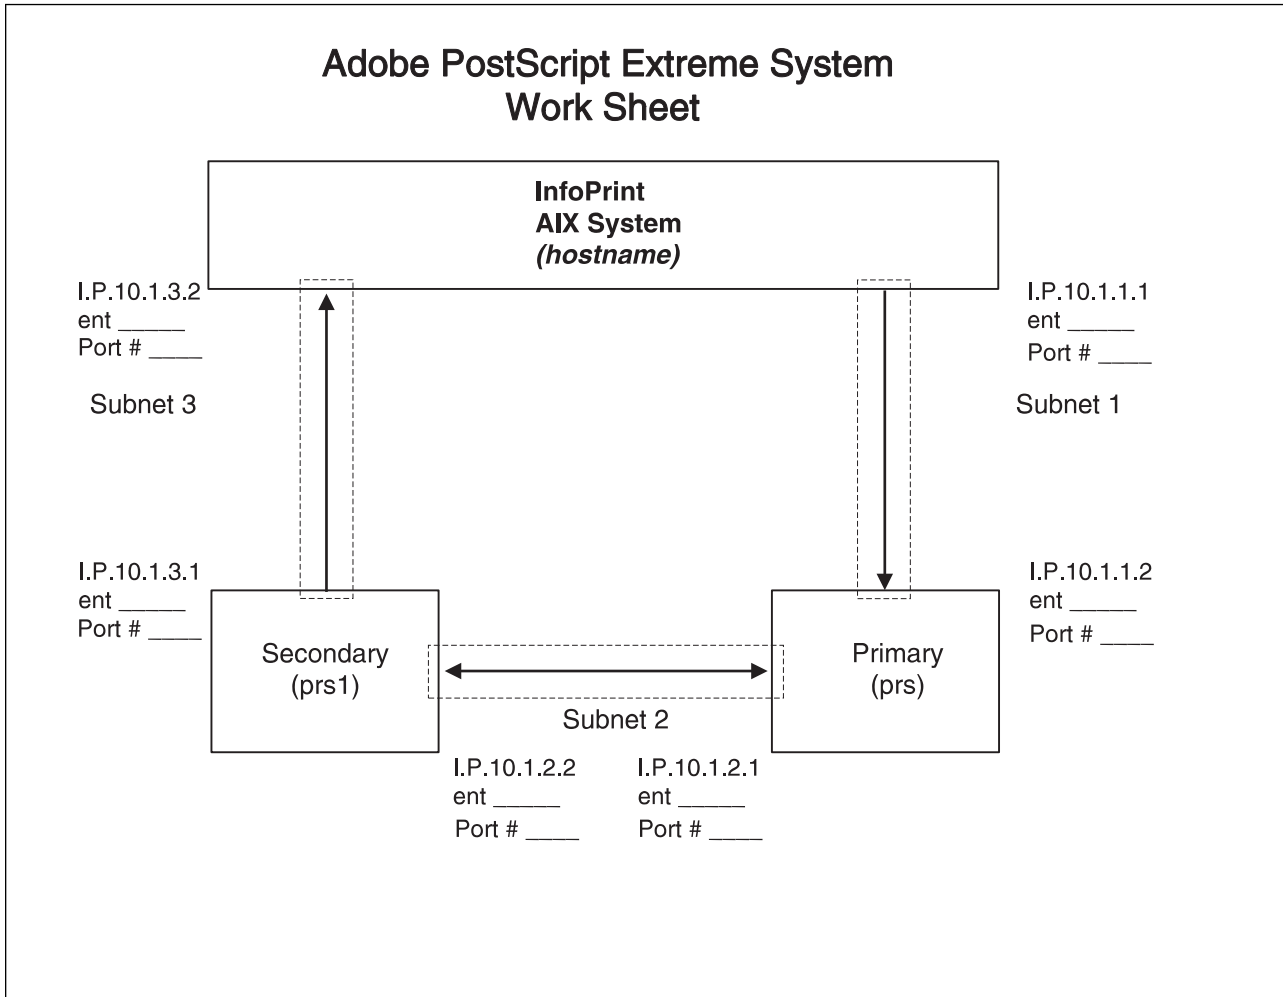 Adobe PostScript Extreme System
Work Sheet
InfoPrint
AIX System
(hostname)
I.P.10.1.3.2
ent _____
Port # ____
Subnet 3
I.P.10.1.1.1
ent _____
Port # ____
Subnet 1
I.P.10.1.3.1
ent _____
Port # ____
Secondary
(prs1)
Subnet 2
Primary
(prs)
I.P.10.1.1.2
ent _____
Port # ____
I.P.10.1.2.2
ent _____
Port # ____
I.P.10.1.2.1
ent _____
Port # ____